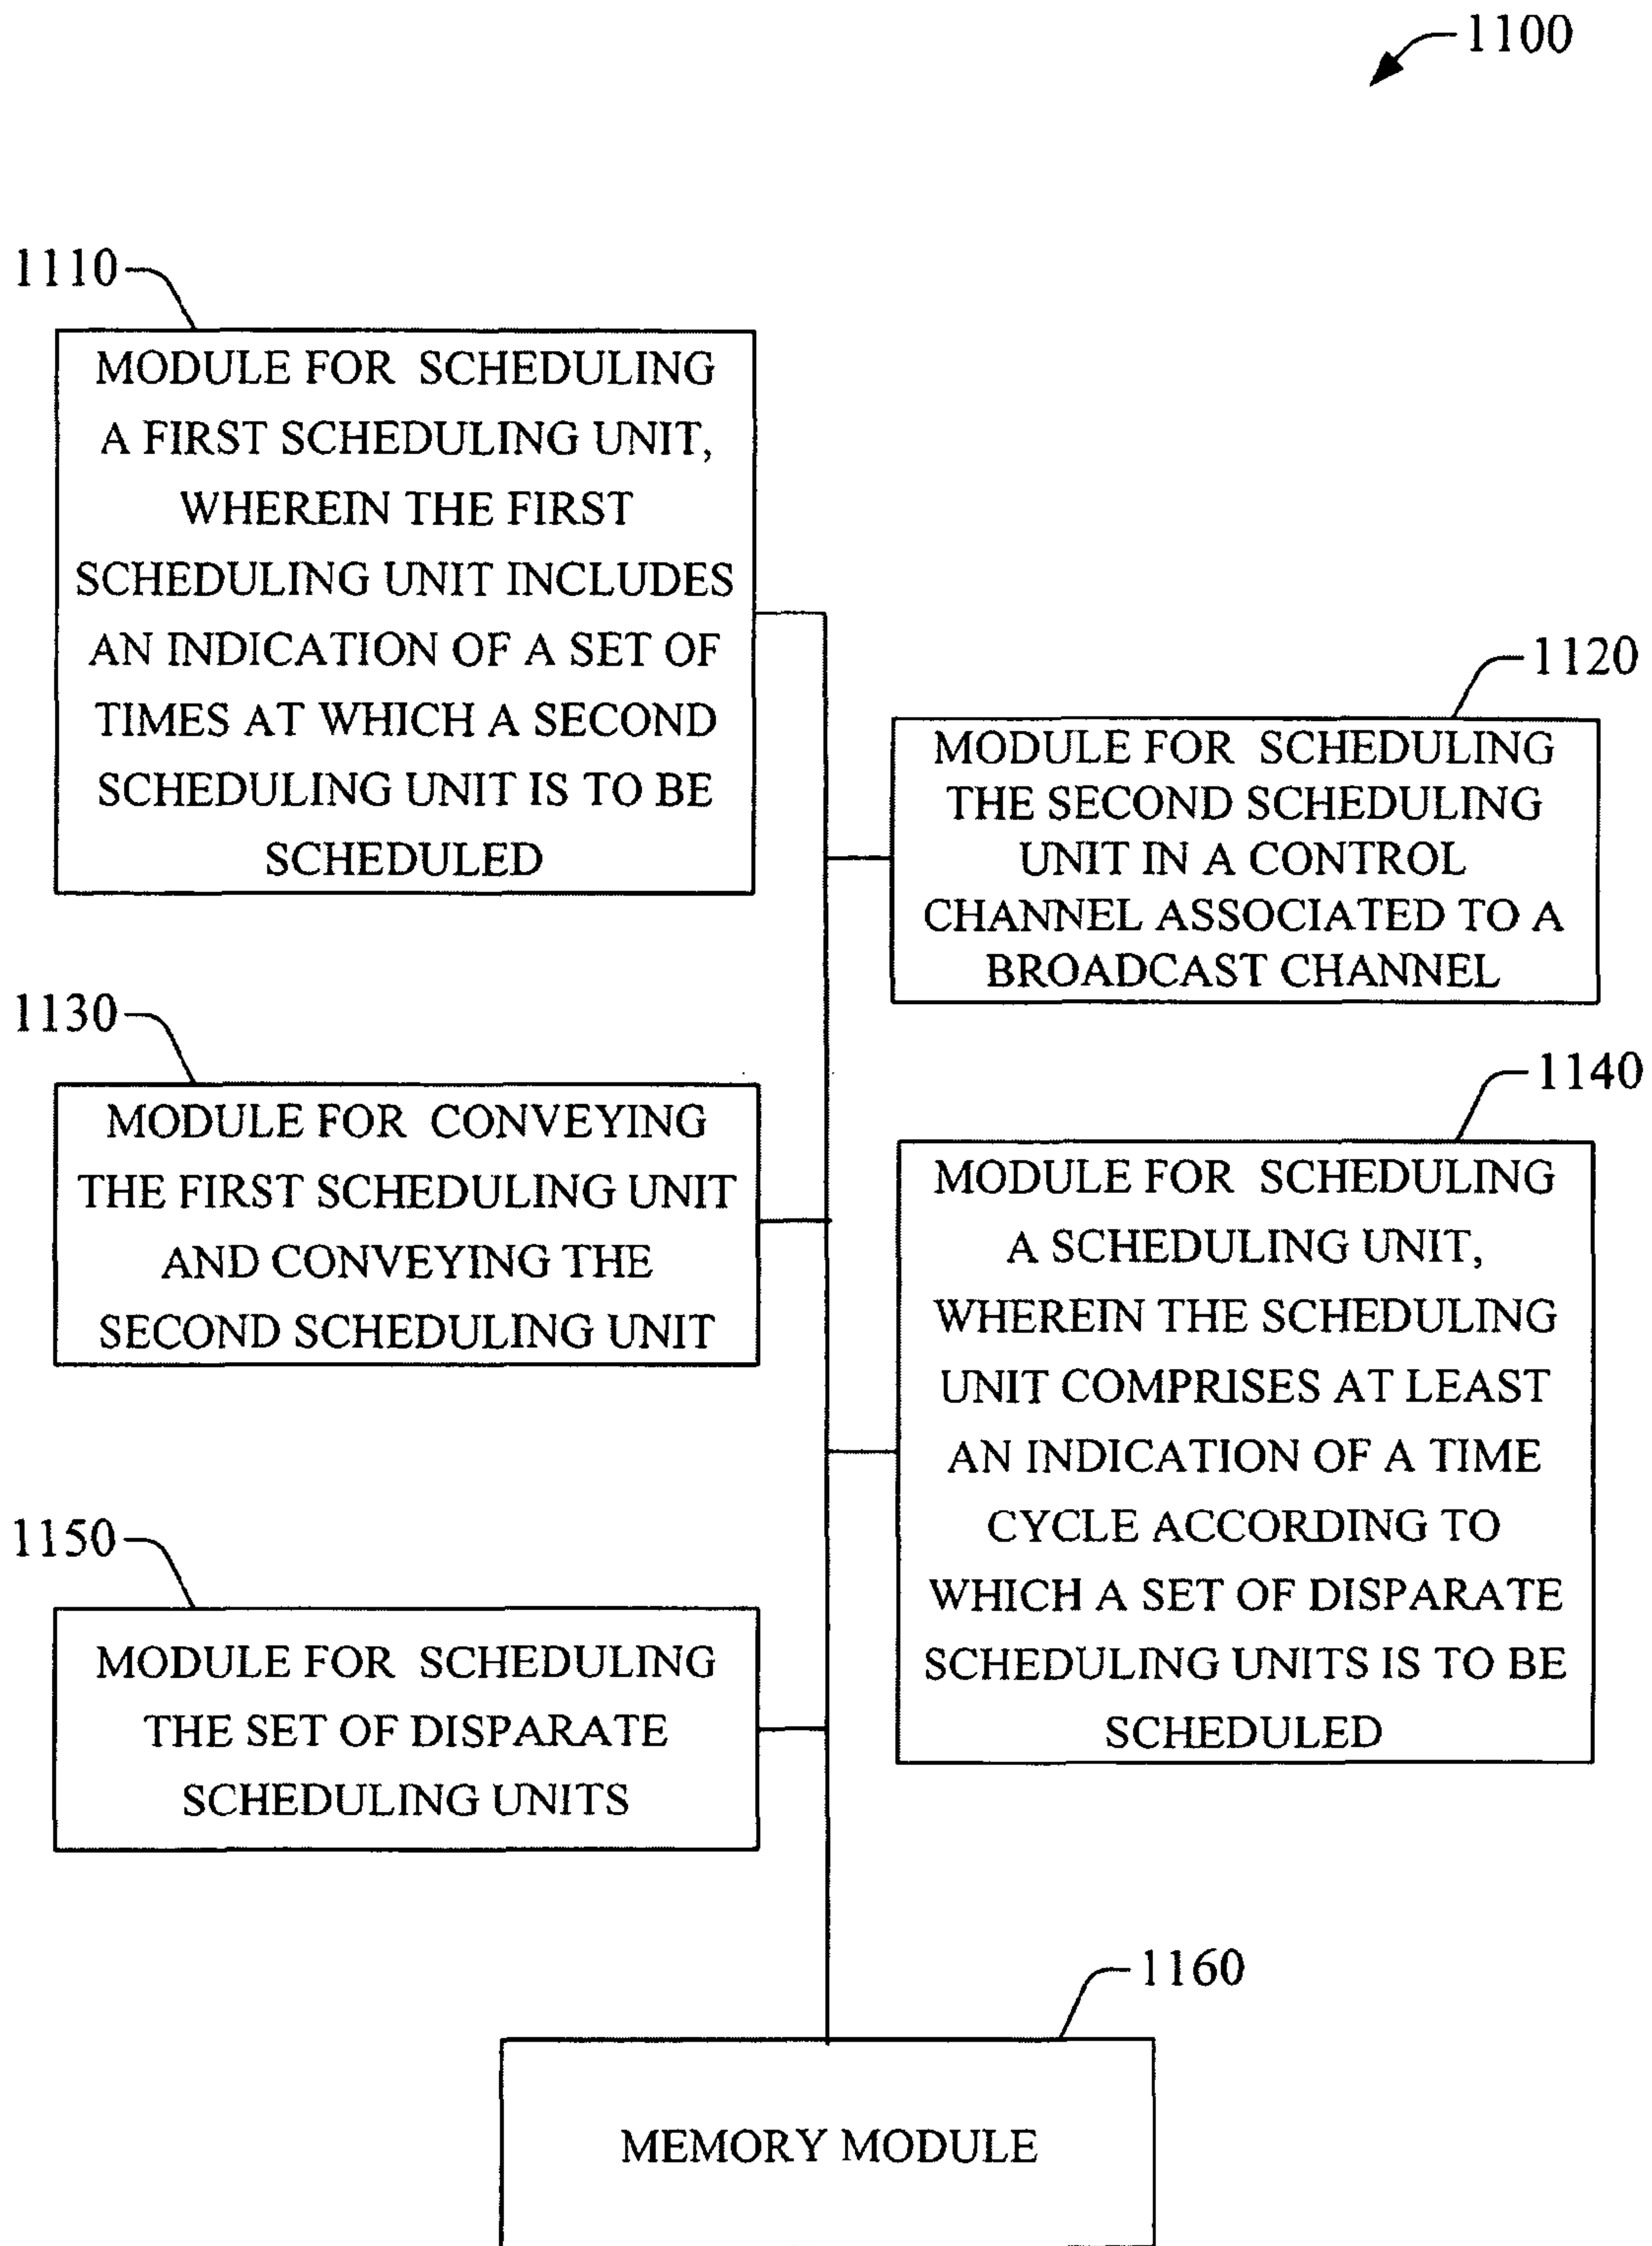 1100
1110
MODULE FOR SCHEDULING
A FIRST SCHEDULING UNIT,
WHEREIN THE FIRST
SCHEDULING UNIT INCLUDES
AN INDICATION OF A SET OF
TIMES AT WHICH A SECOND
SCHEDULING UNIT IS TO BE
SCHEDULED
1120
MODULE FOR SCHEDULING
THE SECOND SCHEDULING
UNIT IN A CONTROL
CHANNEL ASSOCIATED TO A
BROADCAST CHANNEL
1130
MODULE FOR CONVEYING
THE FIRST SCHEDULING UNIT
AND CONVEYING THE
SECOND SCHEDULING UNIT
1140
MODULE FOR SCHEDULING
A SCHEDULING UNIT,
WHEREIN THE SCHEDULING
UNIT COMPRISES AT LEAST
AN INDICATION OF A TIME
CYCLE ACCORDING TO
WHICH A SET OF DISPARATE
SCHEDULING UNITS IS TO BE
SCHEDULED
1150
MODULE FOR SCHEDULING
THE SET OF DISPARATE
SCHEDULING UNITS
1160
MEMORY MODULE